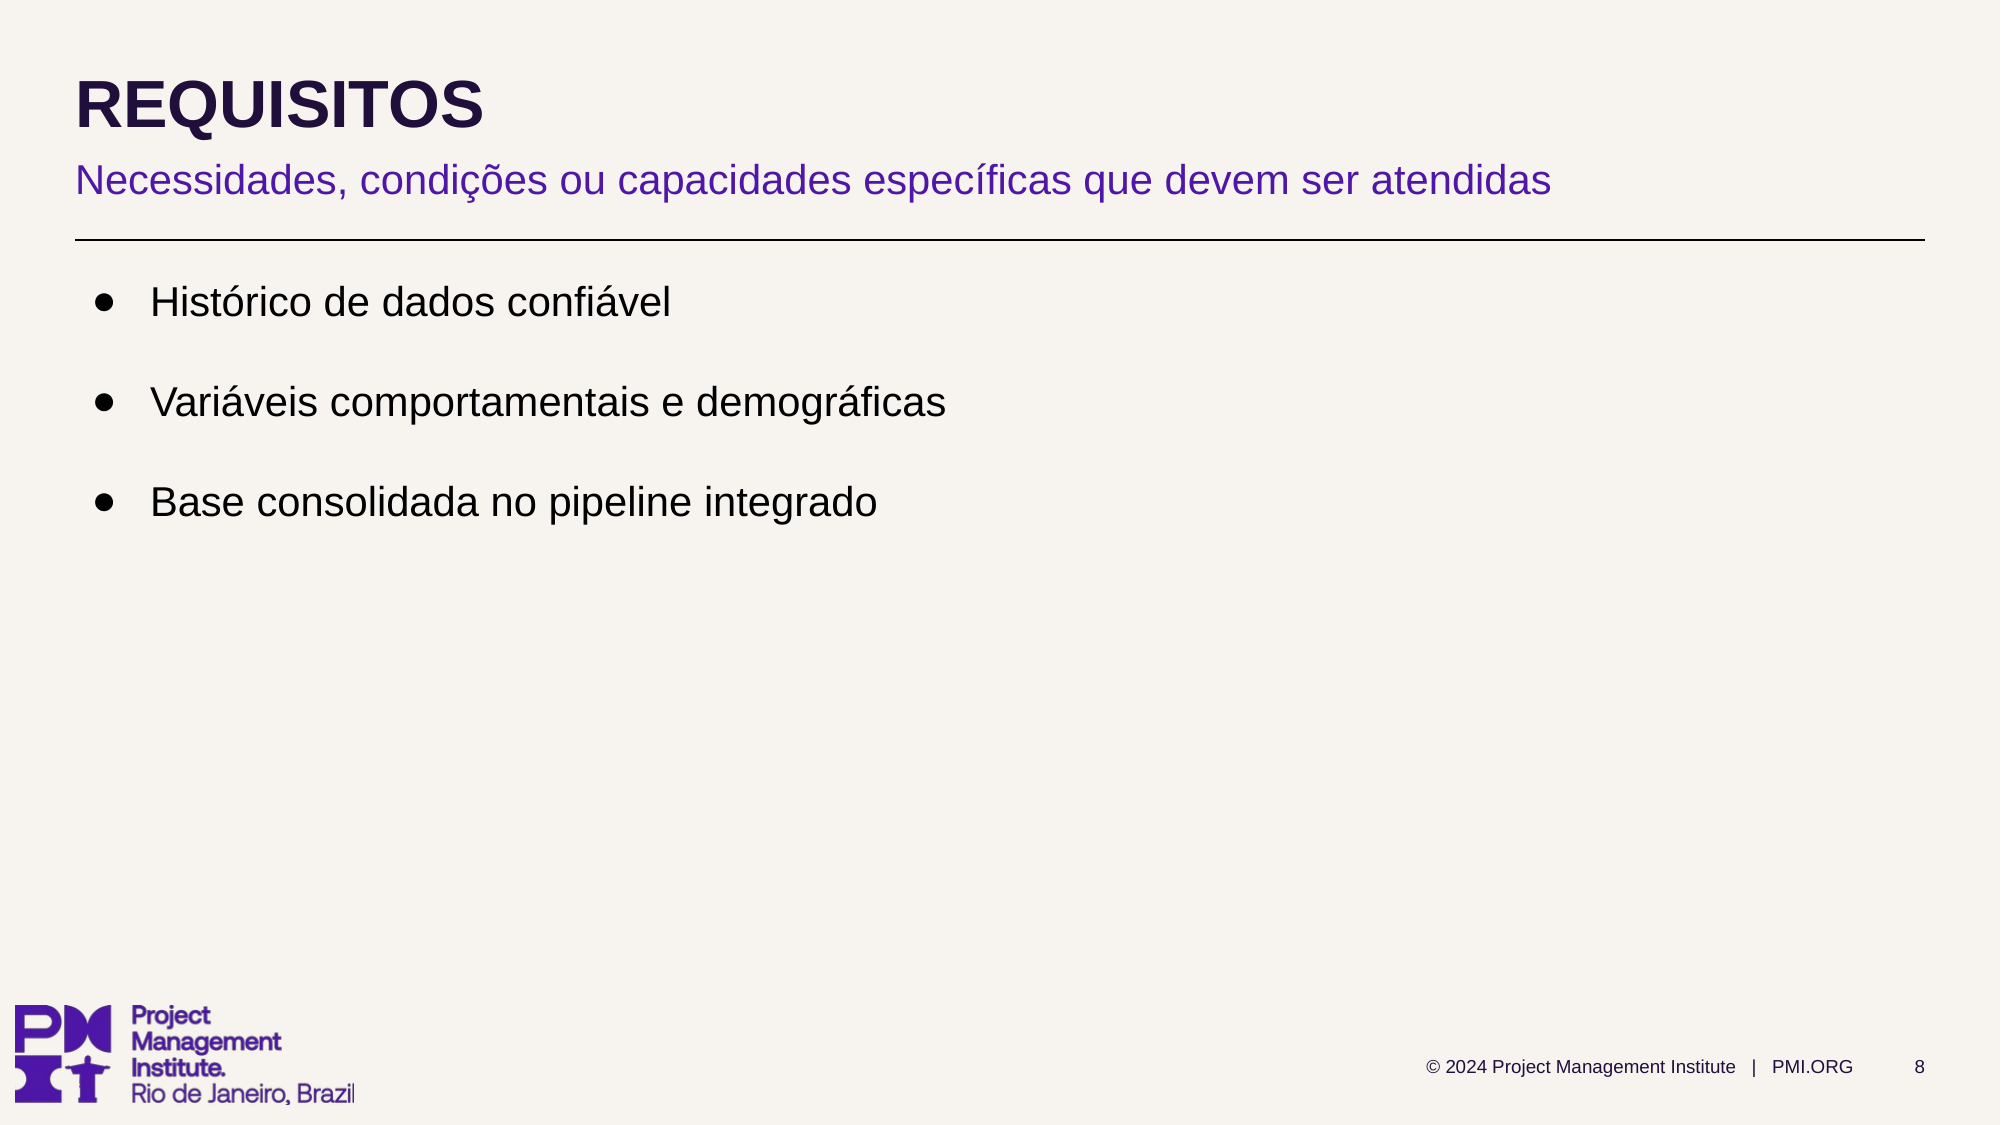 REQUISITOS
Necessidades, condições ou capacidades específicas que devem ser atendidas
● Histórico de dados confiável
● Variáveis comportamentais e demográficas
● Base consolidada no pipeline integrado
Project
Management
Institute.
Rio de Janeiro, Brazil
© 2024 Project Management Institute | PMI.ORG 8